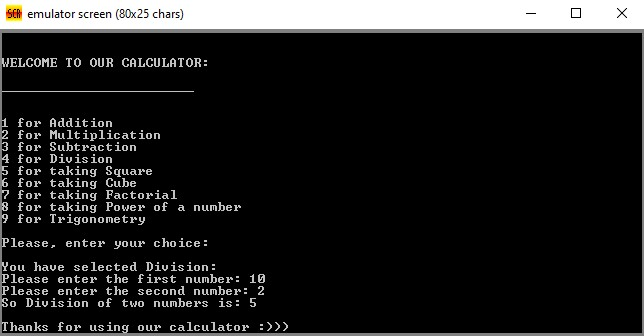 SCR emulator screen (80x25 chars)
WELCOME TO OUR CALCULATOR:
1 for Addition
2 for Multiplication
3 for Subtraction
4 for Division
5 for taking Square
6 for taking Cube
7 for taking Factorial
8 for taking Power of a number
9 for Trigonometry
Please, enter your choice:
You have selected Division:
Please enter the first number: 10
Please enter the second number: 2
So Division of two numbers is: 5
Thanks for using our calculator :>>>